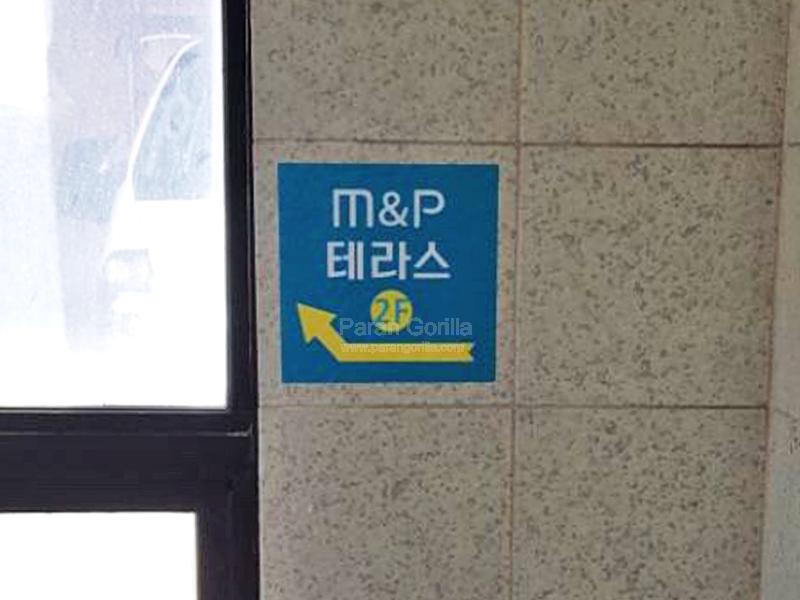 M&P
테라스
2F
Paran Gorilla
www.parangorilla.com/